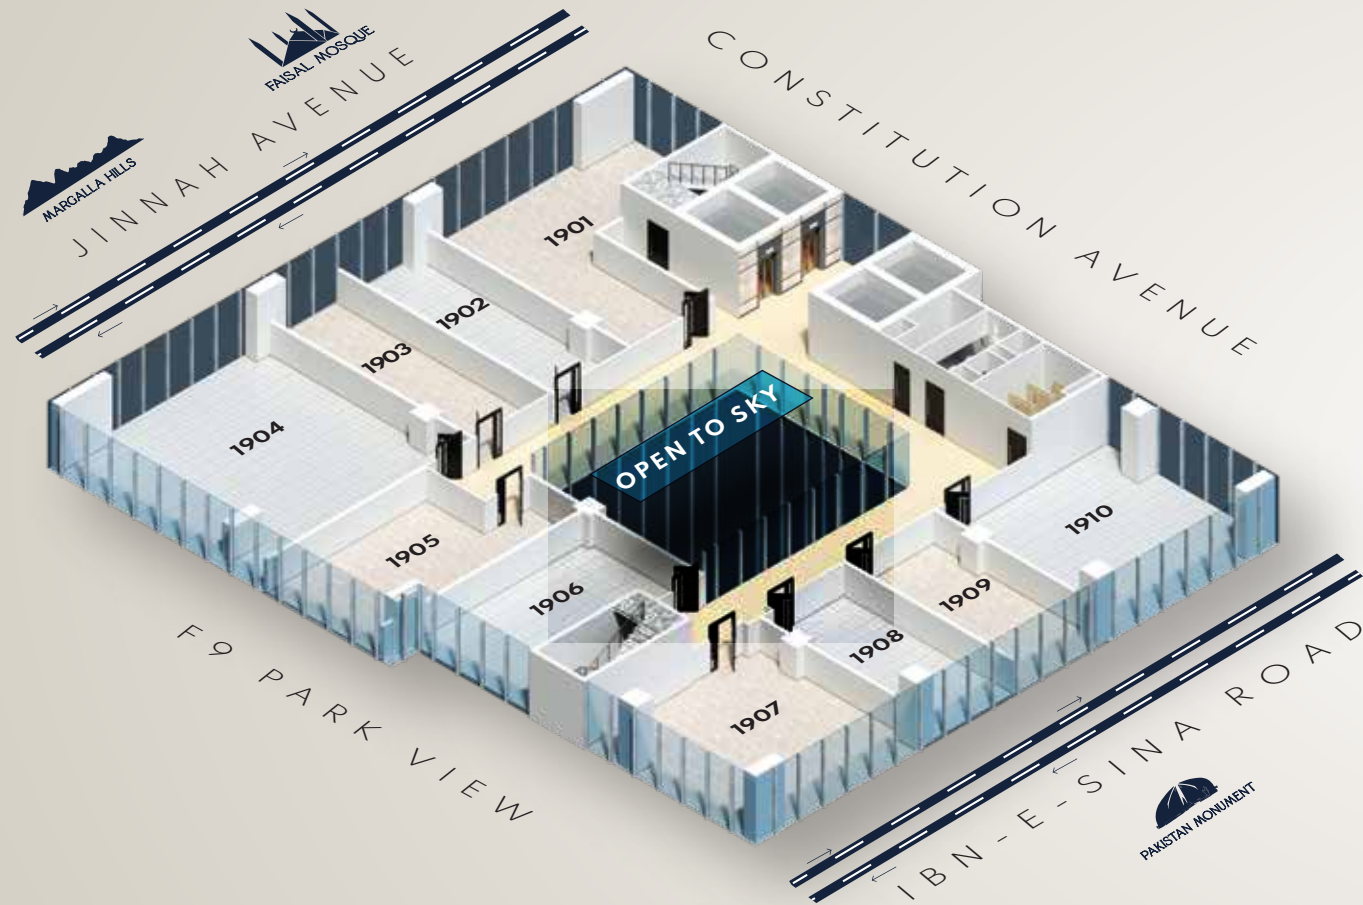 FAISAL MOSQUE
JINNAH AVENUE
MARGALLA HILLS
CONSTITUTION AVENUE
1901
1902
1903
1904
OPEN TO SKY
1905
1906
1907
1908
1909
1910
F9 PARK VIEW
IBN-E-SINA ROAD
PAKISTAN MONUMENT